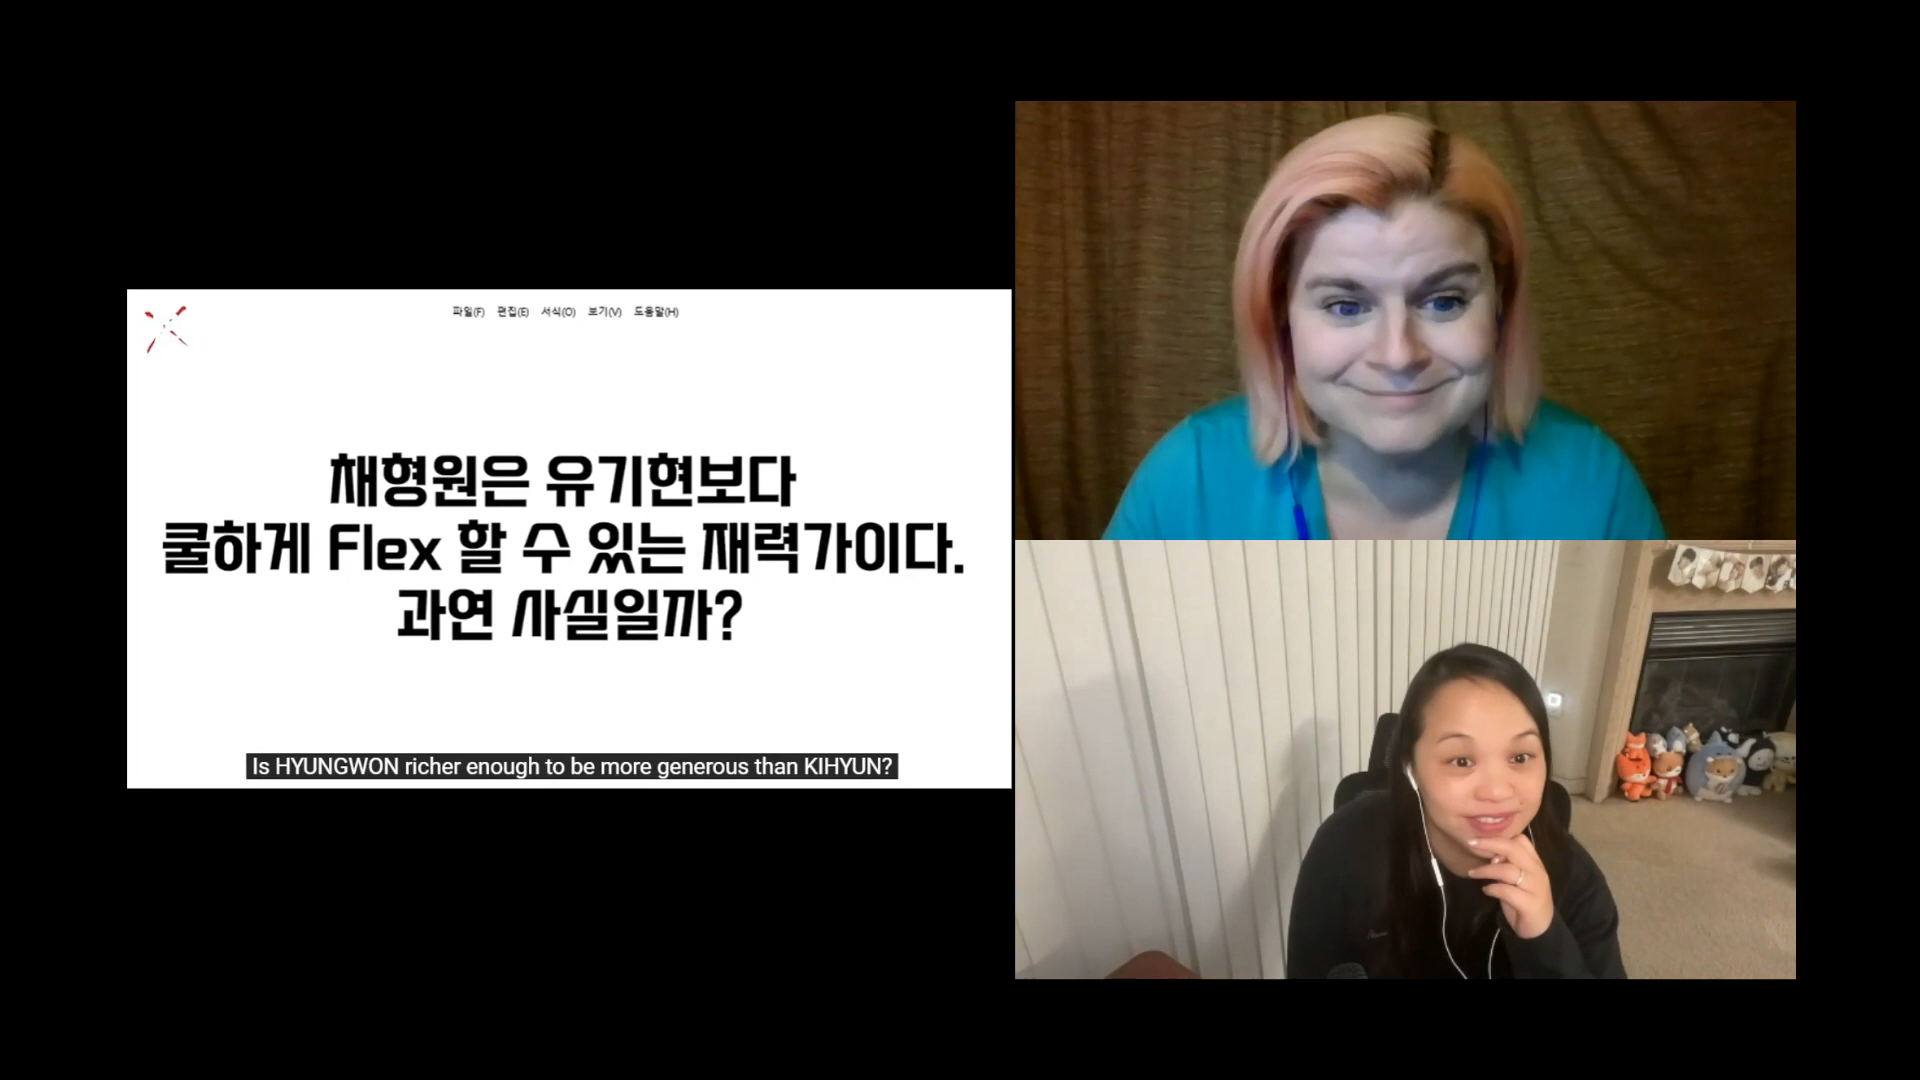 파일(F) 편집(E) 서식(O) 보기(V) 도움말(H)
채형원은 유기현보다
쿨하게 Flex 할 수 있는 재력가이다.
과연 사실일까?
Is HYUNGWON richer enough to be more generous than KIHYUN?